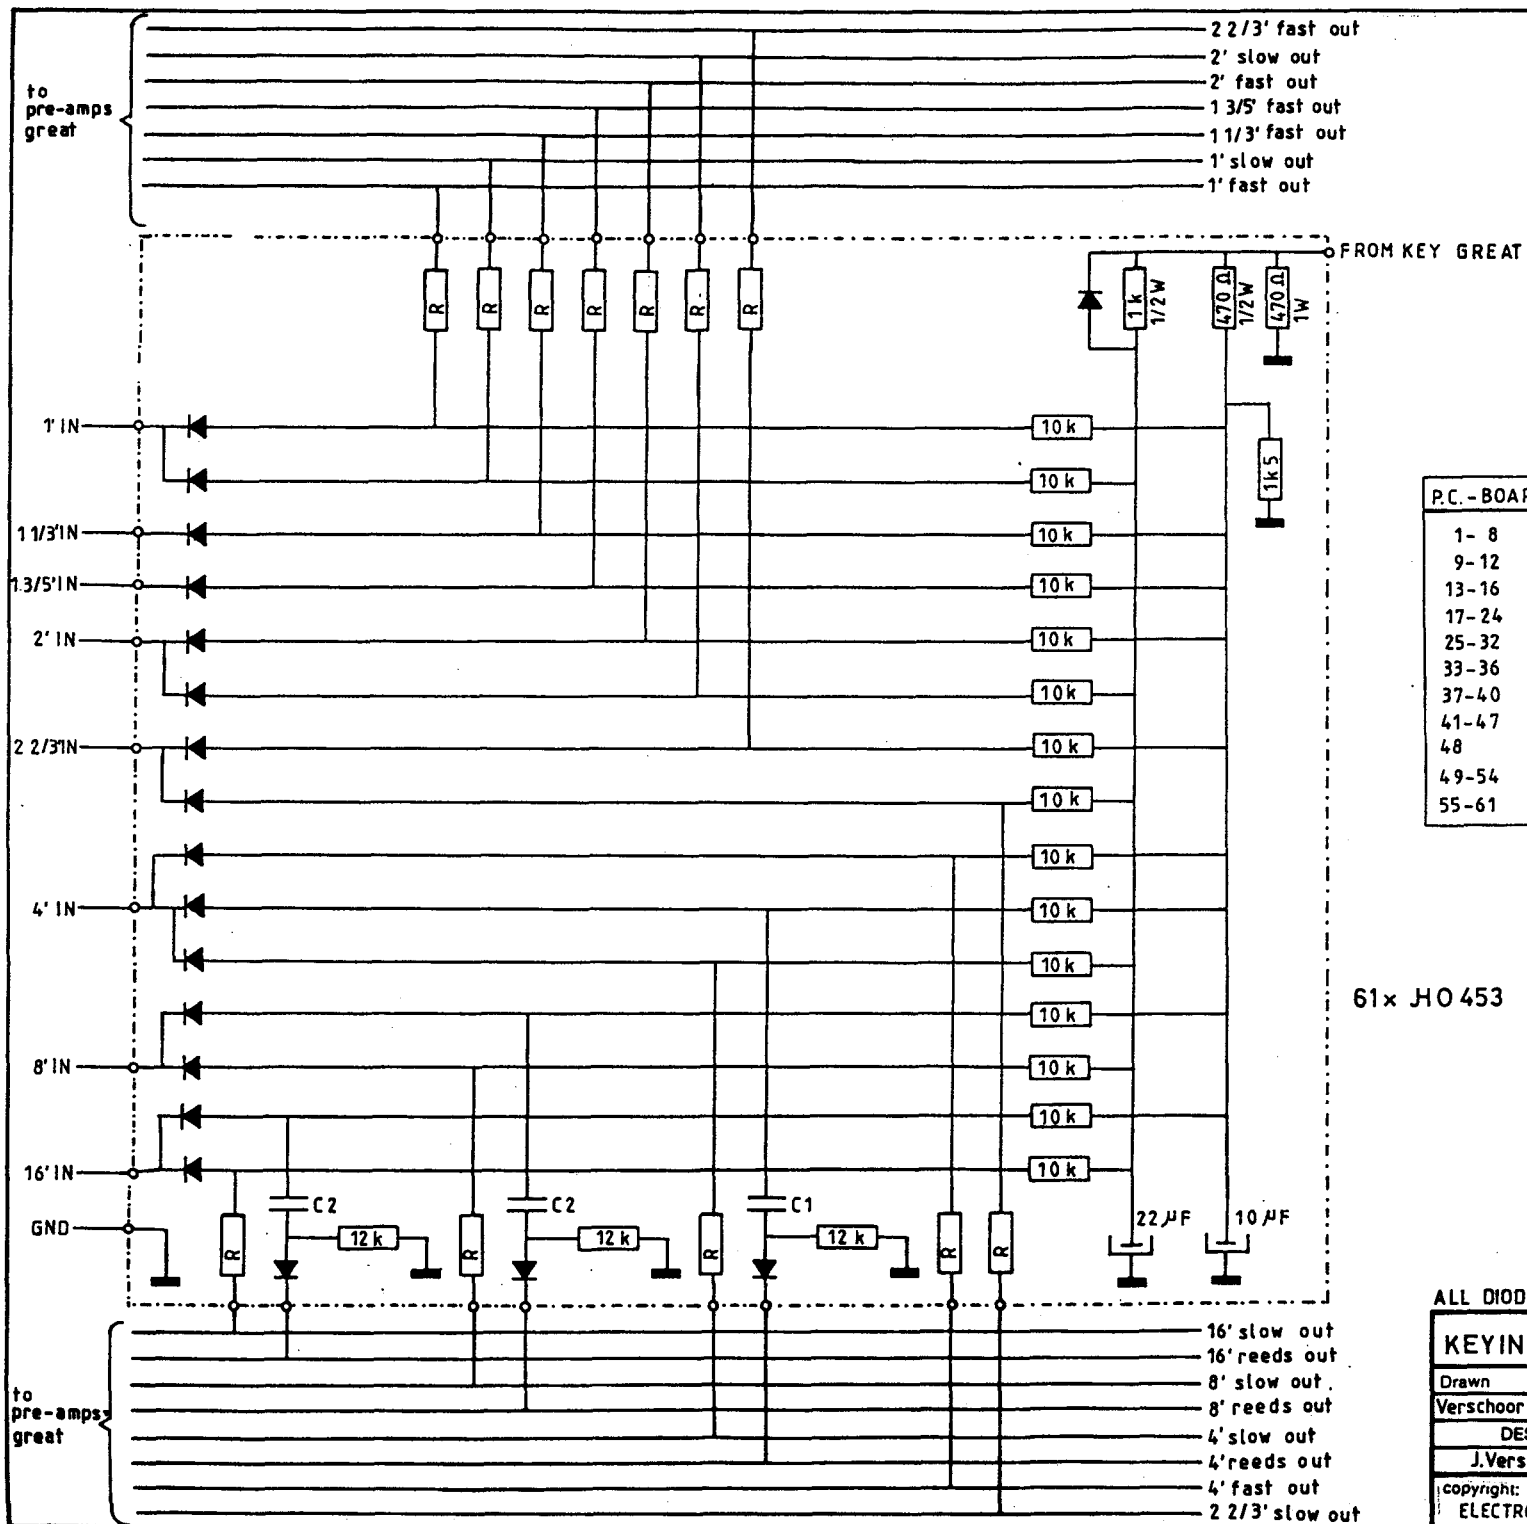 2 2/3' fast out
2' slow out
2' fast out
1 3/5' fast out
1 1/3' fast out
1' slow out
1' fast out
to
pre-amps
great
FROM KEY GREAT
R
R
R
R
R
R
R
1 k
1/2W
470 Ω
1/2W
470 Ω
1W
1' IN
10 k
10 k
1k5
1 1/3' IN
10 k
1 3/5' IN
10 k
2' IN
10 k
10 k
2 2/3' IN
10 k
10 k
10 k
4' IN
10 k
10 k
10 k
8' IN
10 k
10 k
16' IN
10 k
P.C.-BOAR
1- 8
9-12
13-16
17-24
25-32
33-36
37-40
41-47
48
49-54
55-61
61x JHO 453
GND
R
C2
12 k
R
C2
12 k
R
C1
12 k
R
R
22 µF
10 µF
16' slow out
16' reeds out
8' slow out
8' reeds out
4' slow out
4' reeds out
4' fast out
2 2/3' slow out
to
pre-amps
great
ALL DIOD
KEYIN
Drawn
Verschoor
DES
J.Vers
copyright:
ELECTR